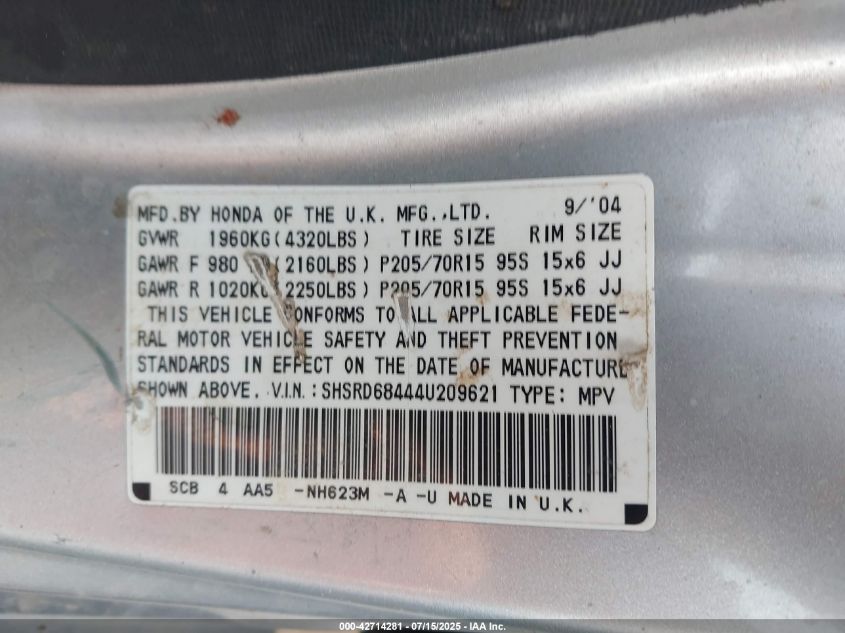 MFD.BY HONDA OF THE U.K. MFG.,LTD. 9/'04
GVWR 1960KG(4320LBS) TIRE SIZE RIM SIZE
GAWR F 980 (2160LBS) P205/70R15 95S 15x6 JJ
GAWR R 1020KG(2250LBS) P205/70R15 95S 15x6 JJ
THIS VEHICLE CONFORMS TO ALL APPLICABLE FEDE-
RAL MOTOR VEHICLE SAFETY AND THEFT PREVENTION
STANDARDS IN EFFECT ON THE DATE OF MANUFACTURE
SHOWN ABOVE. V.I.N.:SHSRD68444U209621 TYPE: MPV
SCB 4 AA5 -NH623M -A -U MADE IN U.K.
000-42714281 - 07/15/2025 - IAA Inc.